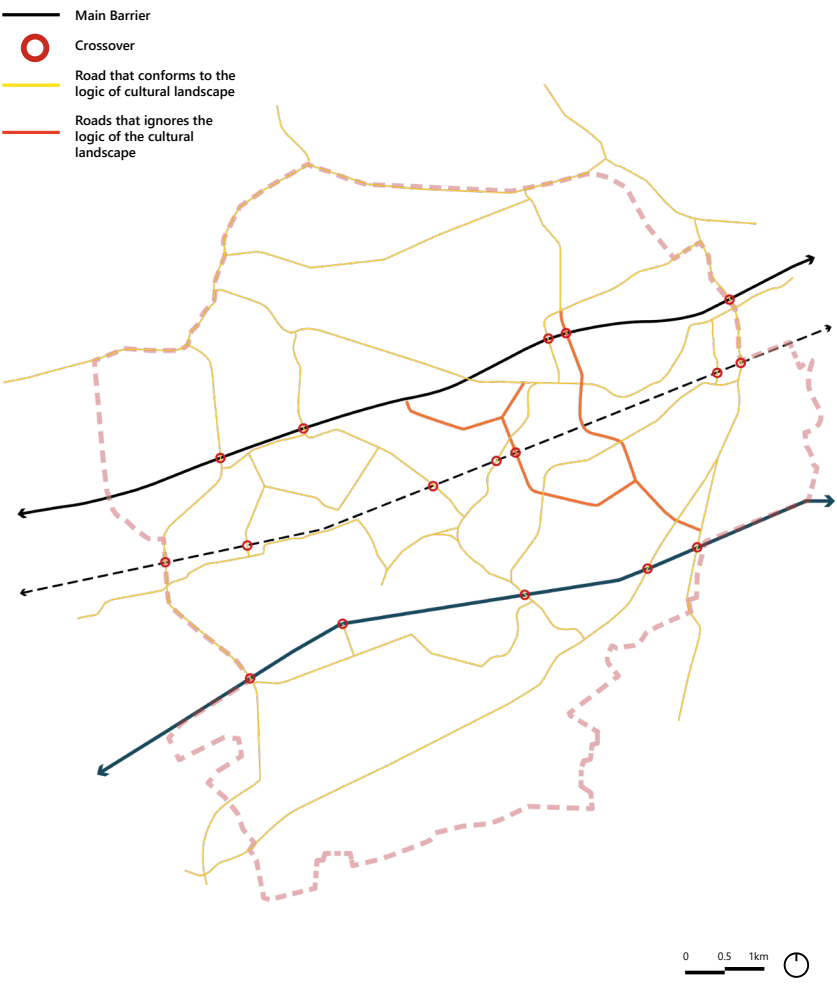 Main Barrier
Crossover
Road that conforms to the
logic of cultural landscape
Roads that ignores the
logic of the cultural
landscape
0 0.5 1km